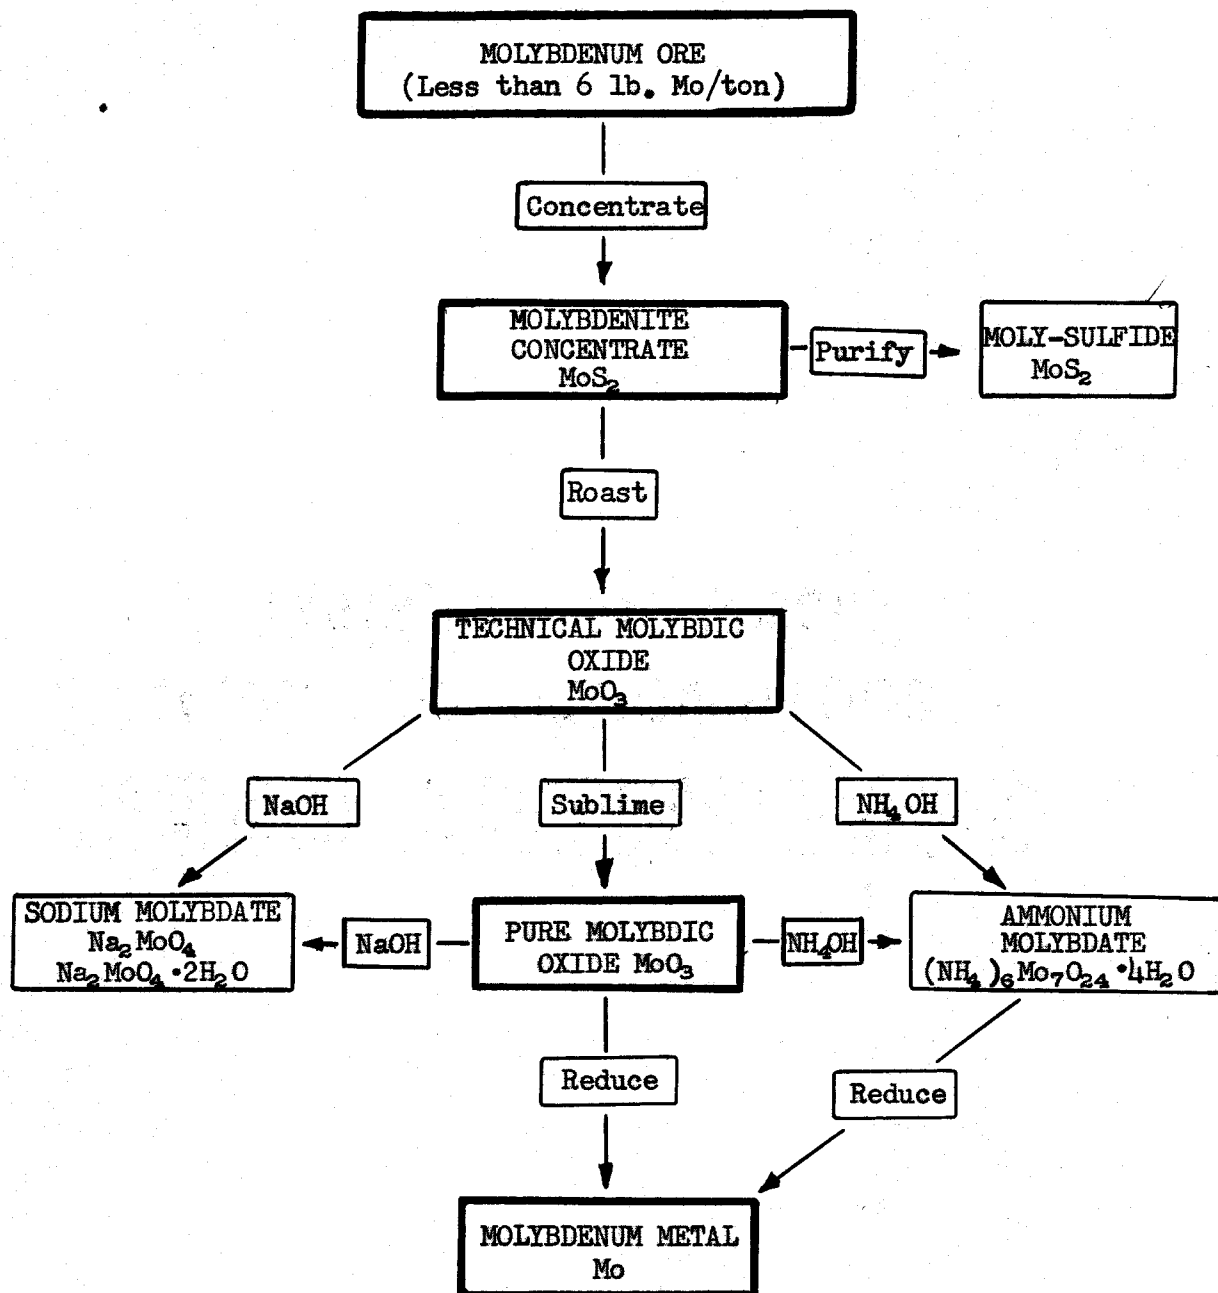 MOLYBDENUM ORE
(Less than 6 lb. Mo/ton)
Concentrate
MOLYBDENITE
CONCENTRATE
MoS₂
Purify
MOLY-SULFIDE
MoS₂
Roast
TECHNICAL MOLYBDIC
OXIDE
MoO₃
NaOH
Sublime
NH₄OH
SODIUM MOLYBDATE
Na₂MoO₄
Na₂MoO₄·2H₂O
NaOH
PURE MOLYBDIC
OXIDE MoO₃
NH₄OH
AMMONIUM
MOLYBDATE
(NH₄)₆Mo₇O₂₄·4H₂O
Reduce
Reduce
MOLYBDENUM METAL
Mo